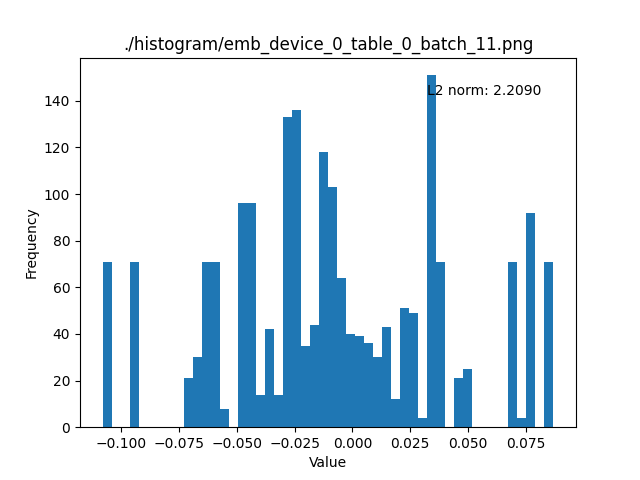 ./histogram/emb_device_0_table_0_batch_11.png
L2 norm: 2.2090
Frequency
140
120
100
80
60
40
20
0
−0.100 −0.075 −0.050 −0.025 0.000 0.025 0.050 0.075
Value